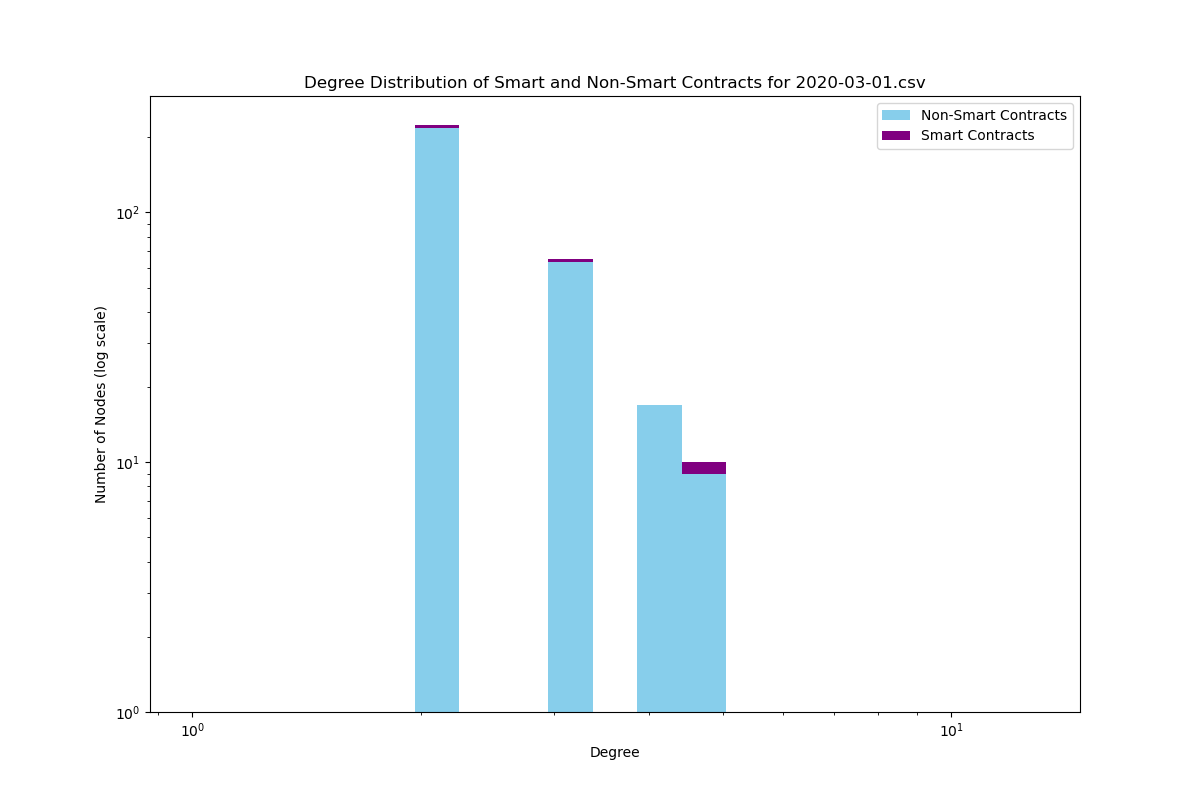 Degree Distribution of Smart and Non-Smart Contracts for 2020-03-01.csv
Non-Smart Contracts
Smart Contracts
Number of Nodes (log scale)
10²
10¹
10⁰
10⁰ 10¹
Degree